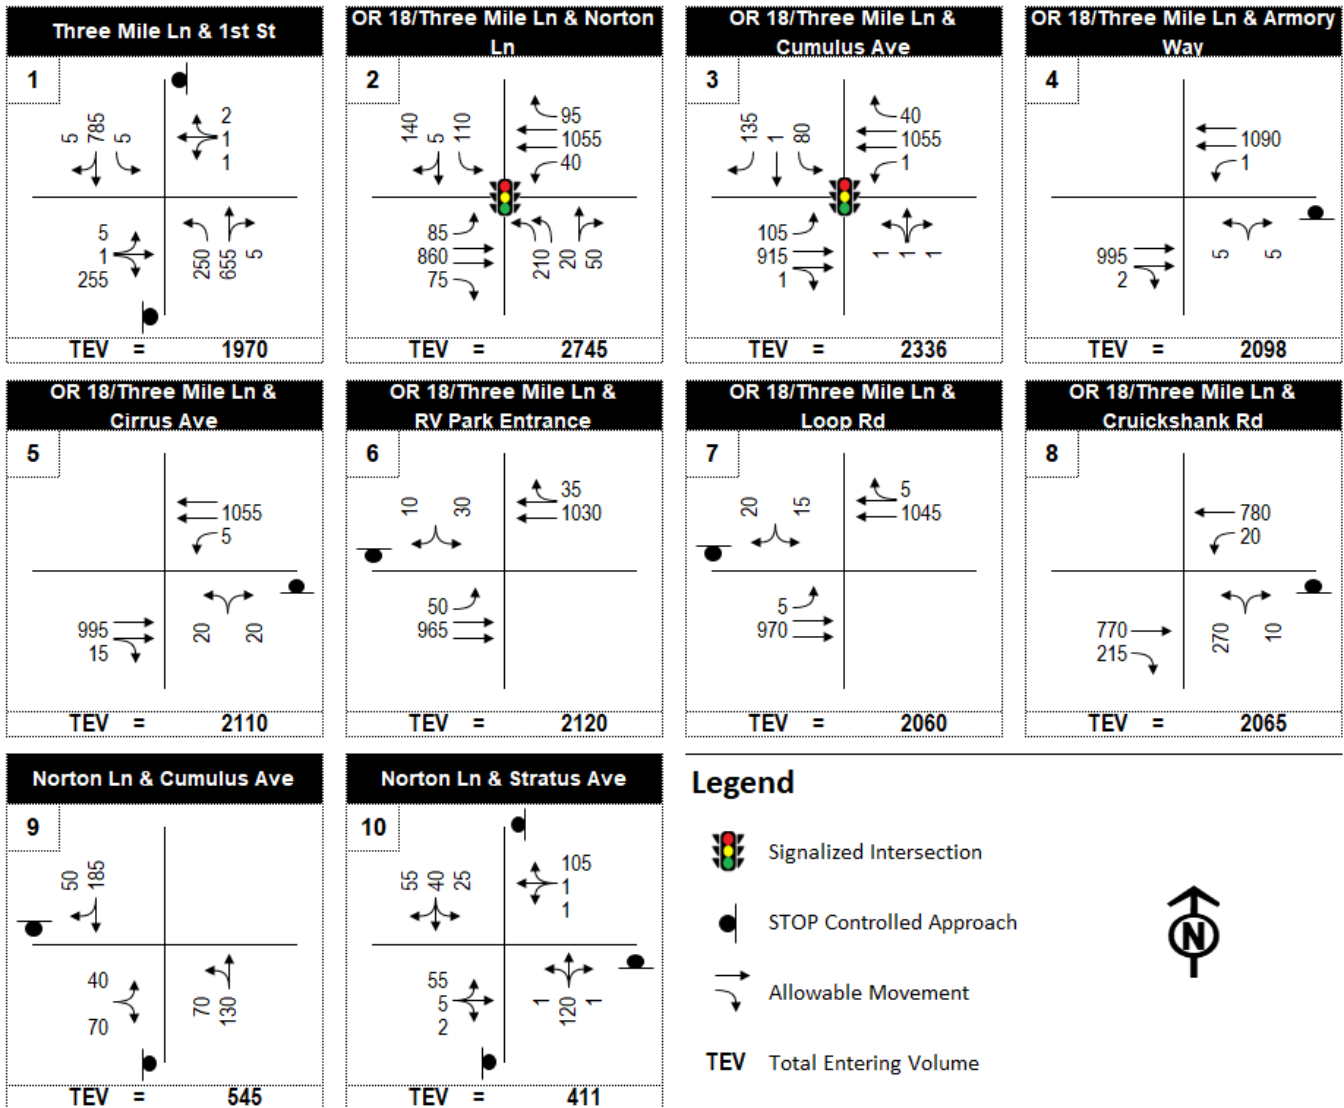 Three Mile Ln & 1st St
1
5 785 5
2
1
1
5
1
255
250 655 5
TEV = 1970
OR 18/Three Mile Ln & Norton
Ln
2
140 5 110
95
1055
40
85
860
75
210 20 50
TEV = 2745
OR 18/Three Mile Ln &
Cumulus Ave
3
135 1 80
40
1055
1
105
915
1
1 1 1
TEV = 2336
OR 18/Three Mile Ln & Armory
Way
4
1090
1
995
2
5 5
TEV = 2098
OR 18/Three Mile Ln &
Cirrus Ave
5
1055
5
995
15
20 20
TEV = 2110
OR 18/Three Mile Ln &
RV Park Entrance
6
10 30
35
1030
50
965
TEV = 2120
OR 18/Three Mile Ln &
Loop Rd
7
20 15
5
1045
5
970
TEV = 2060
OR 18/Three Mile Ln &
Cruickshank Rd
8
780
20
770
215
270 10
TEV = 2065
Norton Ln & Cumulus Ave
9
50 185
40
70
70 130
TEV = 545
Norton Ln & Stratus Ave
10
55 40 25
105
1
1
55
5
2
1 120 1
TEV = 411
Legend
Signalized Intersection
STOP Controlled Approach
Allowable Movement
TEV Total Entering Volume
N